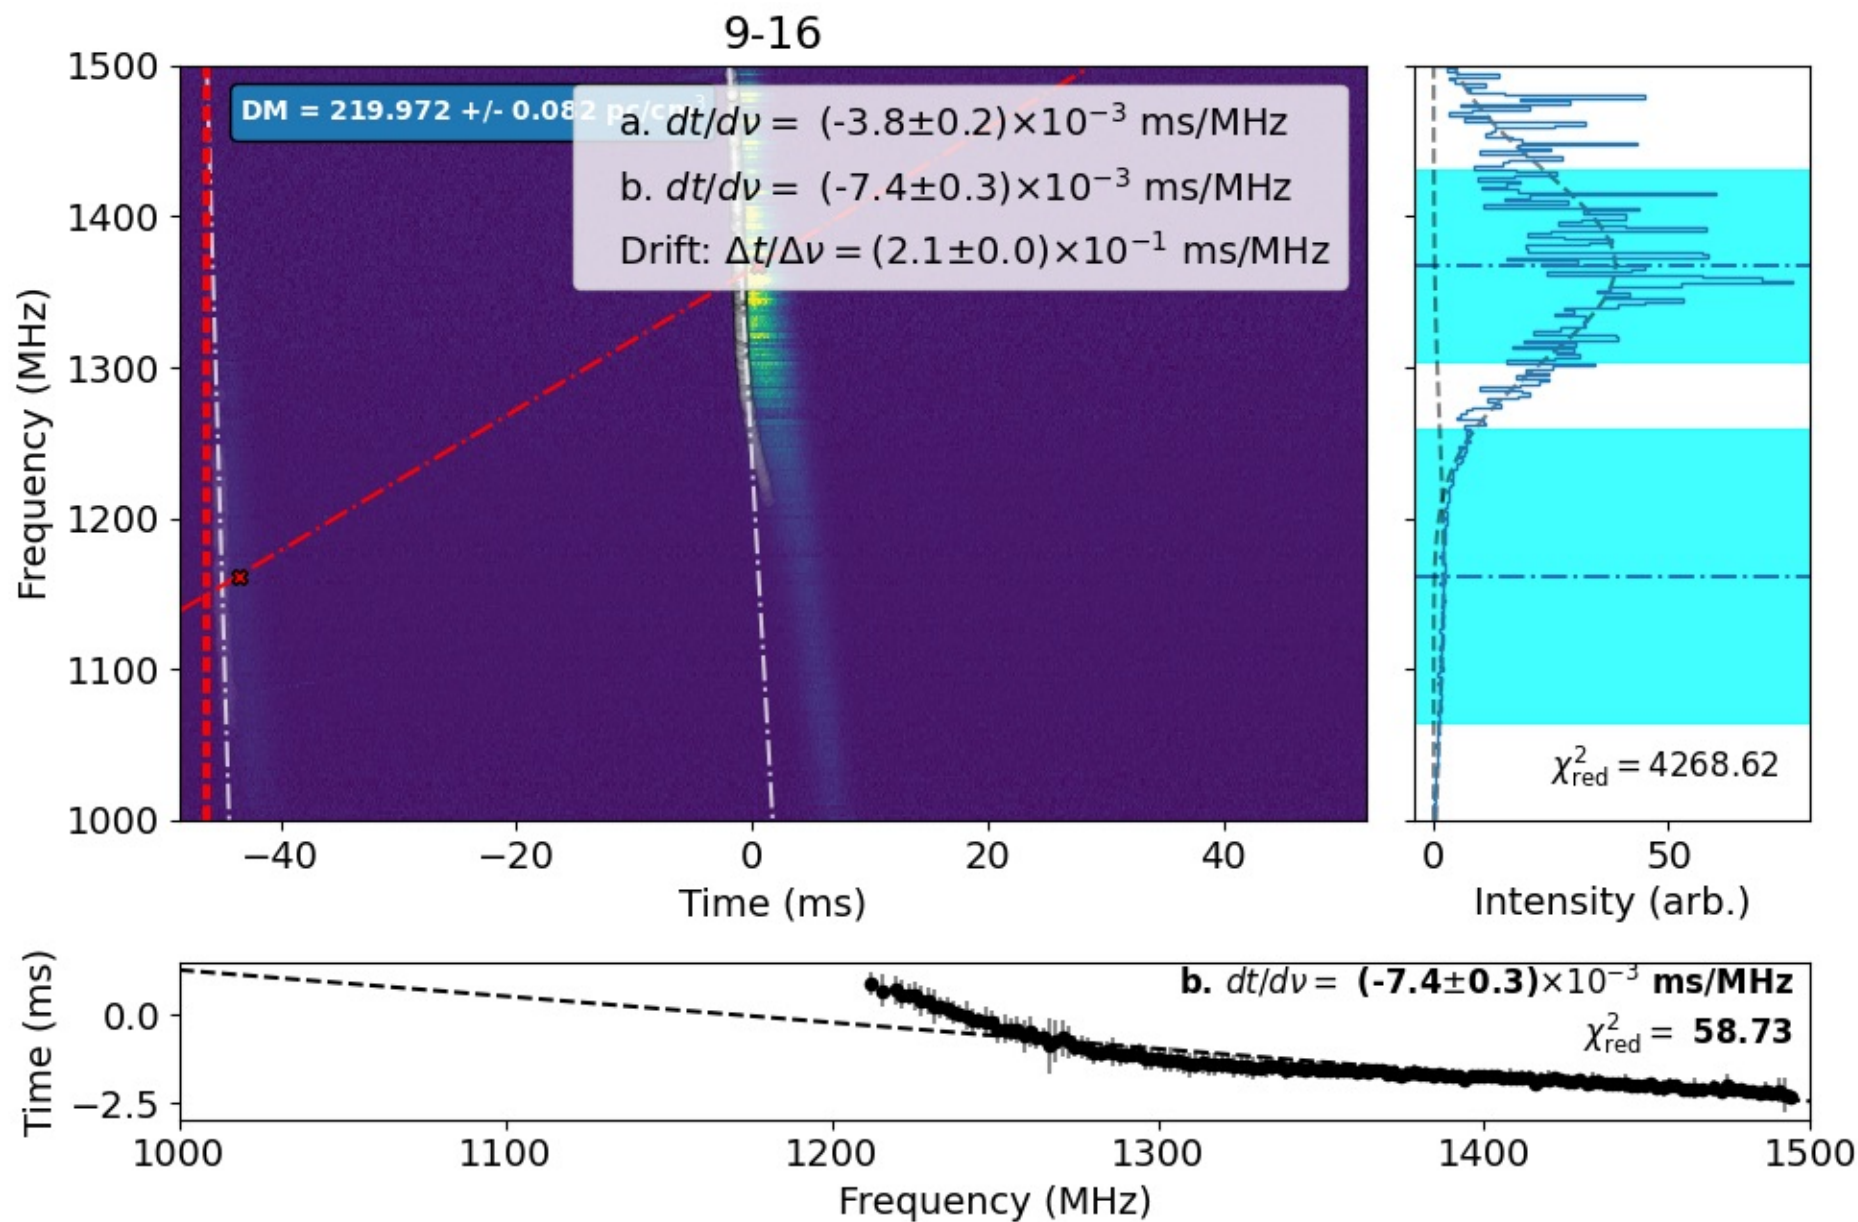 9-16
1500
1400
1300
1200
1100
1000
Frequency (MHz)
DM = 219.972 +/- 0.082 pc/cm³
a. dt/dν = (-3.8±0.2)×10⁻³ ms/MHz
b. dt/dν = (-7.4±0.3)×10⁻³ ms/MHz
Drift: Δt/Δν = (2.1±0.0)×10⁻¹ ms/MHz
−40 −20 0 20 40
Time (ms)
χ²red = 4268.62
0 50
Intensity (arb.)
Time (ms)
0.0
−2.5
b. dt/dν = (-7.4±0.3)×10⁻³ ms/MHz
χ²red = 58.73
1000 1100 1200 1300 1400 1500
Frequency (MHz)